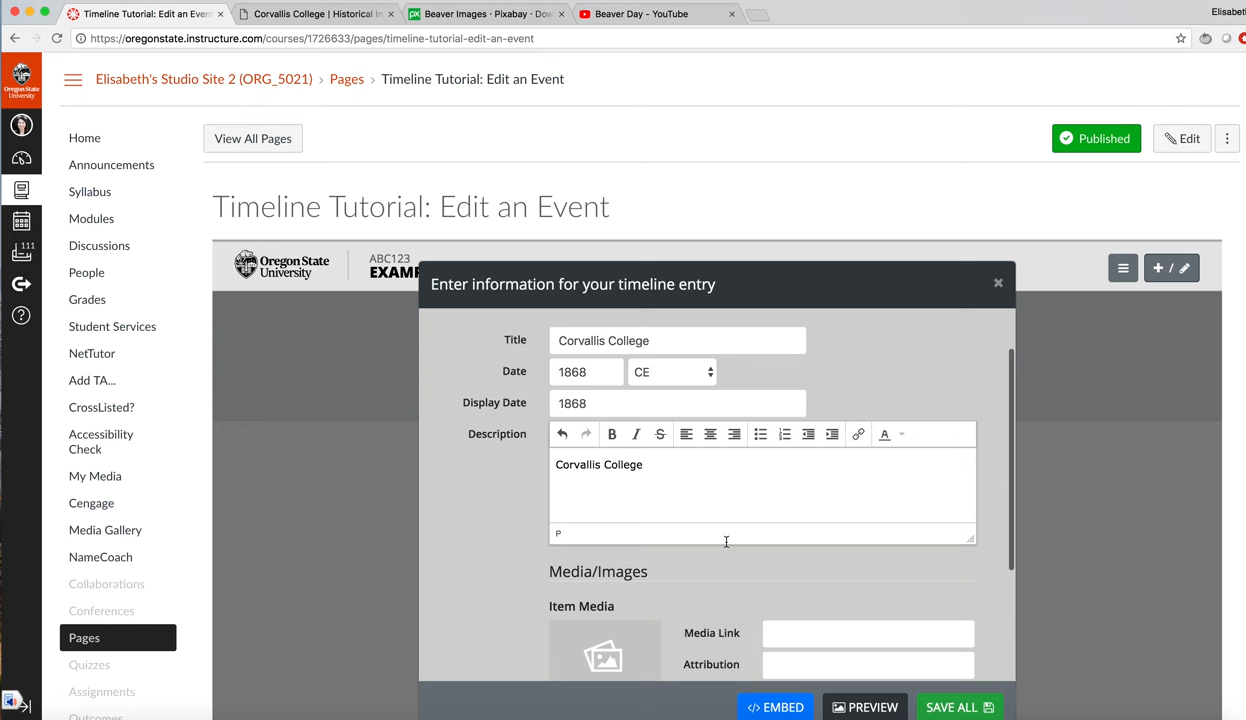 Timeline Tutorial: Edit an Event
Corvallis College | Historical I
Beaver Images · Pixabay · Dow
Beaver Day - YouTube
Elisabeth
https://oregonstate.instructure.com/courses/1726633/pages/timeline-tutorial-edit-an-event
Oregon State
University
Elisabeth's Studio Site 2 (ORG_5021) › Pages › Timeline Tutorial: Edit an Event
111
Home
Announcements
Syllabus
Modules
Discussions
People
Grades
Student Services
NetTutor
Add TA...
CrossListed?
Accessibility
Check
My Media
Cengage
Media Gallery
NameCoach
Collaborations
Conferences
Pages
Quizzes
Assignments
Outcomes
View All Pages
Published
Edit
Timeline Tutorial: Edit an Event
Oregon State
University
ABC123
EXAM
+ /
Enter information for your timeline entry
×
Title
Corvallis College
Date
1868
CE
Display Date
1868
Description
B I S A
Corvallis College
P
Media/Images
Item Media
Media Link
Attribution
</> EMBED
PREVIEW
SAVE ALL